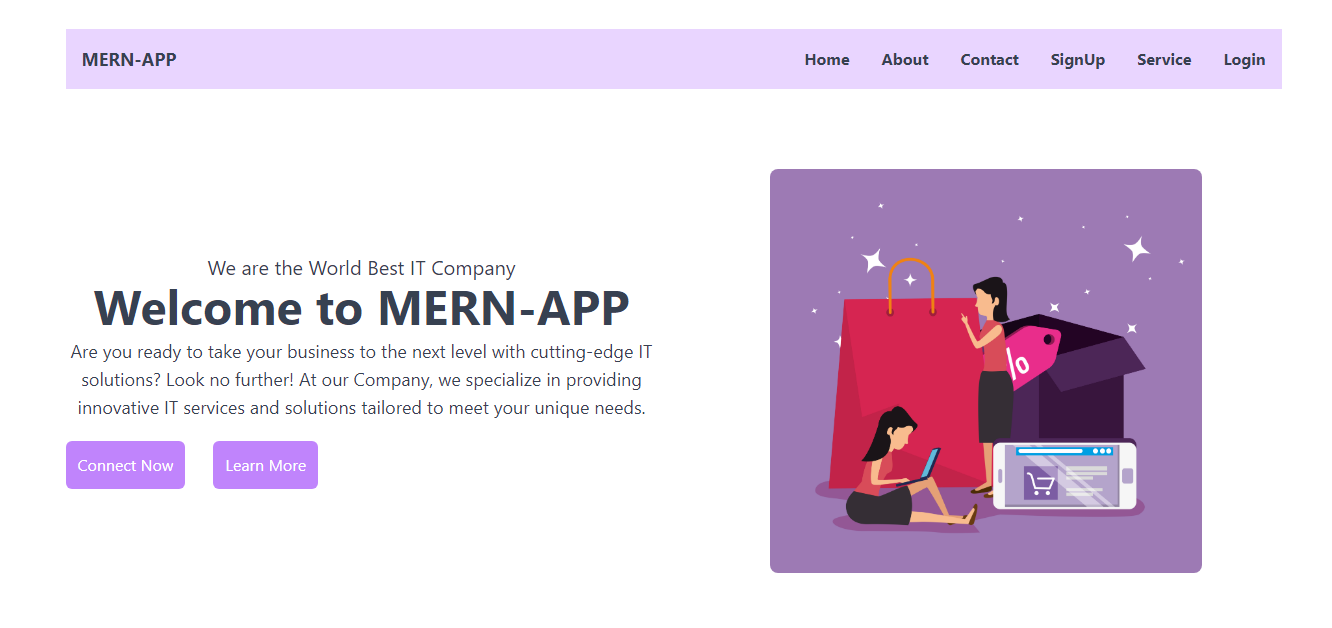 MERN-APP
Home About Contact SignUp Service Login
We are the World Best IT Company
Welcome to MERN-APP
Are you ready to take your business to the next level with cutting-edge IT
solutions? Look no further! At our Company, we specialize in providing
innovative IT services and solutions tailored to meet your unique needs.
Connect Now Learn More
%